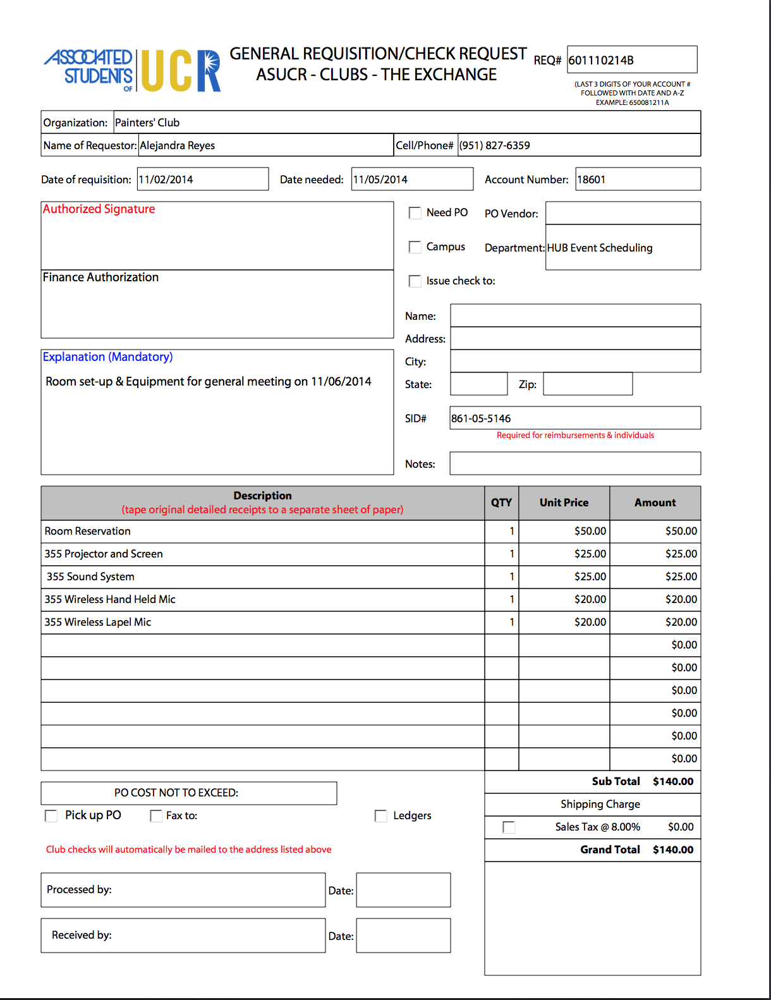 ASSOCIATED
STUDENTS
OF
UCR
GENERAL REQUISITION/CHECK REQUEST
ASUCR - CLUBS - THE EXCHANGE
REQ# 601110214B
(LAST 3 DIGITS OF YOUR ACCOUNT #
FOLLOWED WITH DATE AND A-Z
EXAMPLE: 650081211A
Organization: Painters' Club
Name of Requestor: Alejandra Reyes Cell/Phone# (951) 827-6359
Date of requisition: 11/02/2014 Date needed: 11/05/2014 Account Number: 18601
Authorized Signature
Finance Authorization
Explanation (Mandatory)
Room set-up & Equipment for general meeting on 11/06/2014
Need PO PO Vendor:
Campus Department: HUB Event Scheduling
Issue check to:
Name:
Address:
City:
State: Zip:
SID# 861-05-5146
Required for reimbursements & individuals
Notes:
Description
(tape original detailed receipts to a separate sheet of paper)
QTY Unit Price Amount
Room Reservation 1 $50.00 $50.00
355 Projector and Screen 1 $25.00 $25.00
355 Sound System 1 $25.00 $25.00
355 Wireless Hand Held Mic 1 $20.00 $20.00
355 Wireless Lapel Mic 1 $20.00 $20.00
$0.00
$0.00
$0.00
$0.00
$0.00
$0.00
Sub Total $140.00
Shipping Charge
Sales Tax @ 8.00% $0.00
Grand Total $140.00
PO COST NOT TO EXCEED:
Pick up PO Fax to: Ledgers
Club checks will automatically be mailed to the address listed above
Processed by: Date:
Received by: Date: